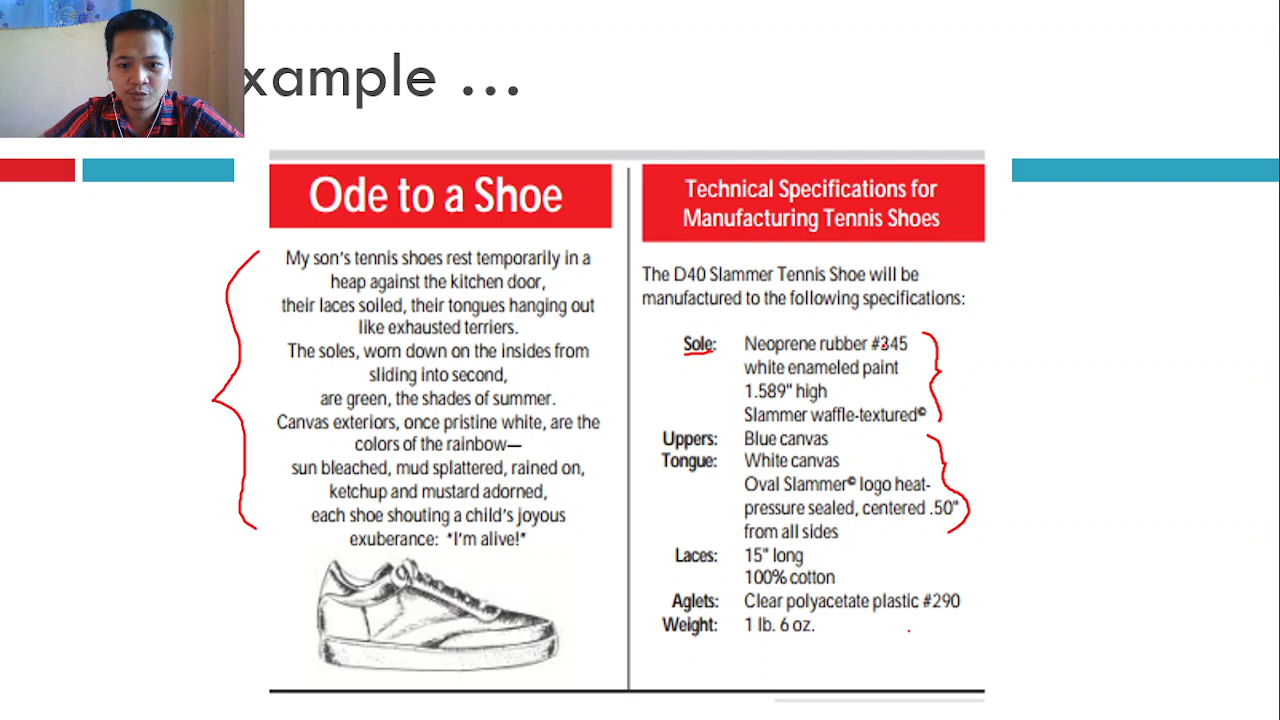 xample ...
Ode to a Shoe
My son's tennis shoes rest temporarily in a
heap against the kitchen door,
their laces soiled, their tongues hanging out
like exhausted terriers.
The soles, worn down on the insides from
sliding into second,
are green, the shades of summer.
Canvas exteriors, once pristine white, are the
colors of the rainbow—
sun bleached, mud splattered, rained on,
ketchup and mustard adorned,
each shoe shouting a child's joyous
exuberance: "I'm alive!"
Technical Specifications for
Manufacturing Tennis Shoes
The D40 Slammer Tennis Shoe will be
manufactured to the following specifications:
Sole: Neoprene rubber #345
white enameled paint
1.589" high
Slammer waffle-textured©
Uppers: Blue canvas
Tongue: White canvas
Oval Slammer© logo heat-
pressure sealed, centered .50"
from all sides
Laces: 15" long
100% cotton
Aglets: Clear polyacetate plastic #290
Weight: 1 lb. 6 oz.